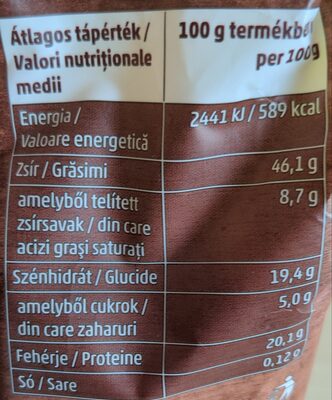 Átlagos tápérték / 100 g termékben
Valori nutriționale per 100g
medii
Energia / 2441 kJ / 589 kcal
Valoare energetică
Zsír / Grăsimi 46,1 g
amelyből telített 8,7 g
zsírsavak / din care
acizi grași saturați
Szénhidrát / Glucide 19,4 g
amelyből cukrok / 5,0 g
din care zaharuri
Fehérje / Proteine 20,1 g
Só / Sare 0,12 g